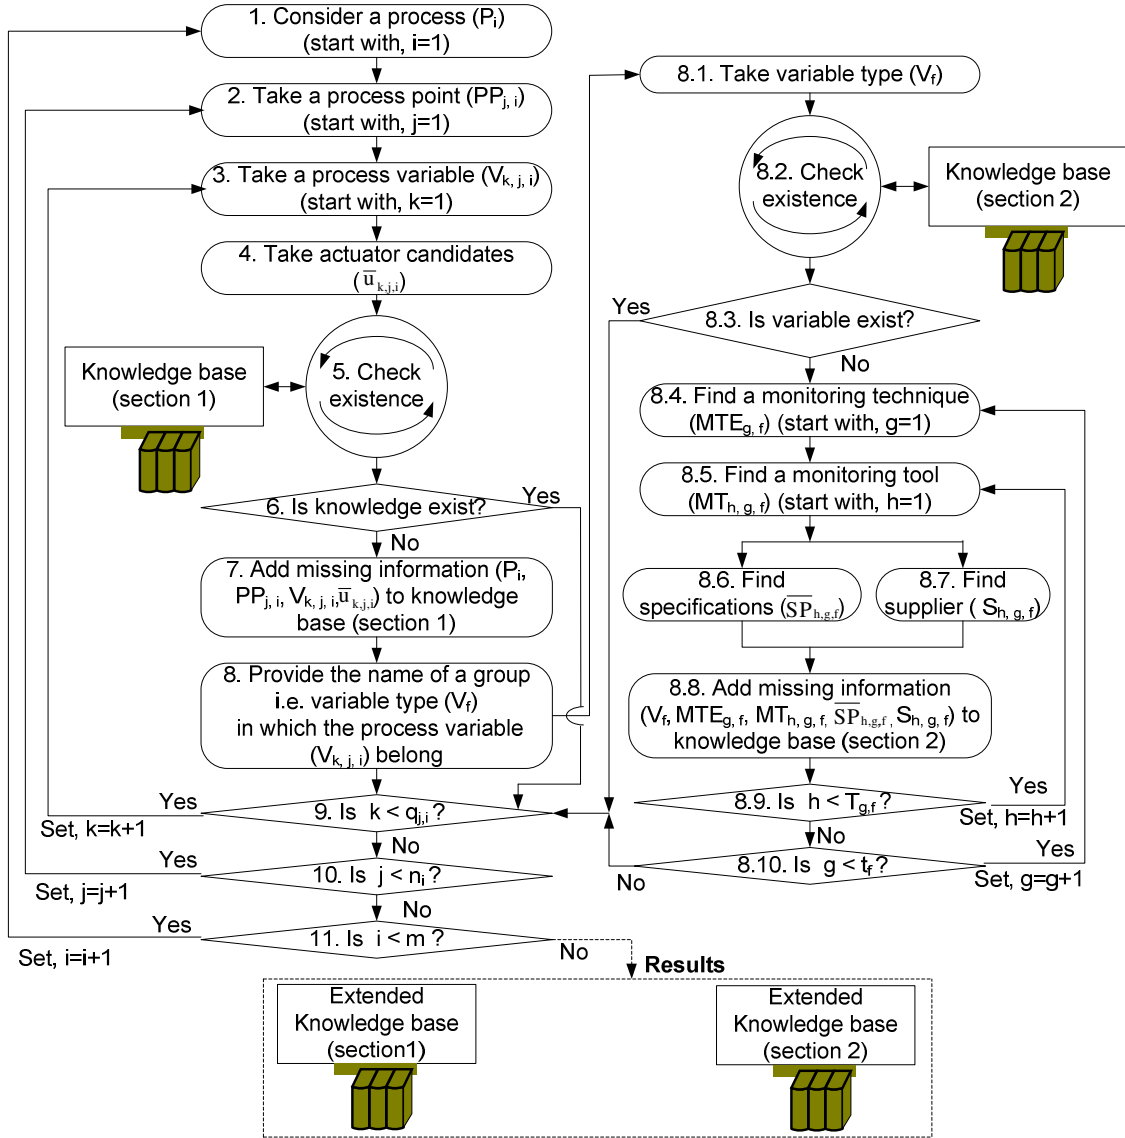 1. Consider a process (Pi)
(start with, i=1)
2. Take a process point (PPj, i)
(start with, j=1)
3. Take a process variable (Vk, j, i)
(start with, k=1)
4. Take actuator candidates
(u̅k,j,i)
Knowledge base
(section 1)
5. Check
existence
6. Is knowledge exist?
Yes
No
7. Add missing information (Pi,
PPj, i, Vk, j, i,u̅k,j,i) to knowledge
base (section 1)
8. Provide the name of a group
i.e. variable type (Vf)
in which the process variable
(Vk, j, i) belong
9. Is k < qj,i ?
Yes
Set, k=k+1
No
10. Is j < ni ?
Yes
Set, j=j+1
No
11. Is i < m ?
Yes
Set, i=i+1
No
8.1. Take variable type (Vf)
8.2. Check
existence
Knowledge base
(section 2)
8.3. Is variable exist?
Yes
No
8.4. Find a monitoring technique
(MTEg, f) (start with, g=1)
8.5. Find a monitoring tool
(MTh, g, f) (start with, h=1)
8.6. Find
specifications (S̅P̅h,g,f)
8.7. Find
supplier ( Sh, g, f)
8.8. Add missing information
(Vf, MTEg, f, MTh, g, f, S̅P̅h,g,f , Sh, g, f) to
knowledge base (section 2)
8.9. Is h < Tg,f ?
Yes
Set, h=h+1
No
8.10. Is g < tf ?
Yes
Set, g=g+1
No
Results
Extended
Knowledge base
(section1)
Extended
Knowledge base
(section 2)